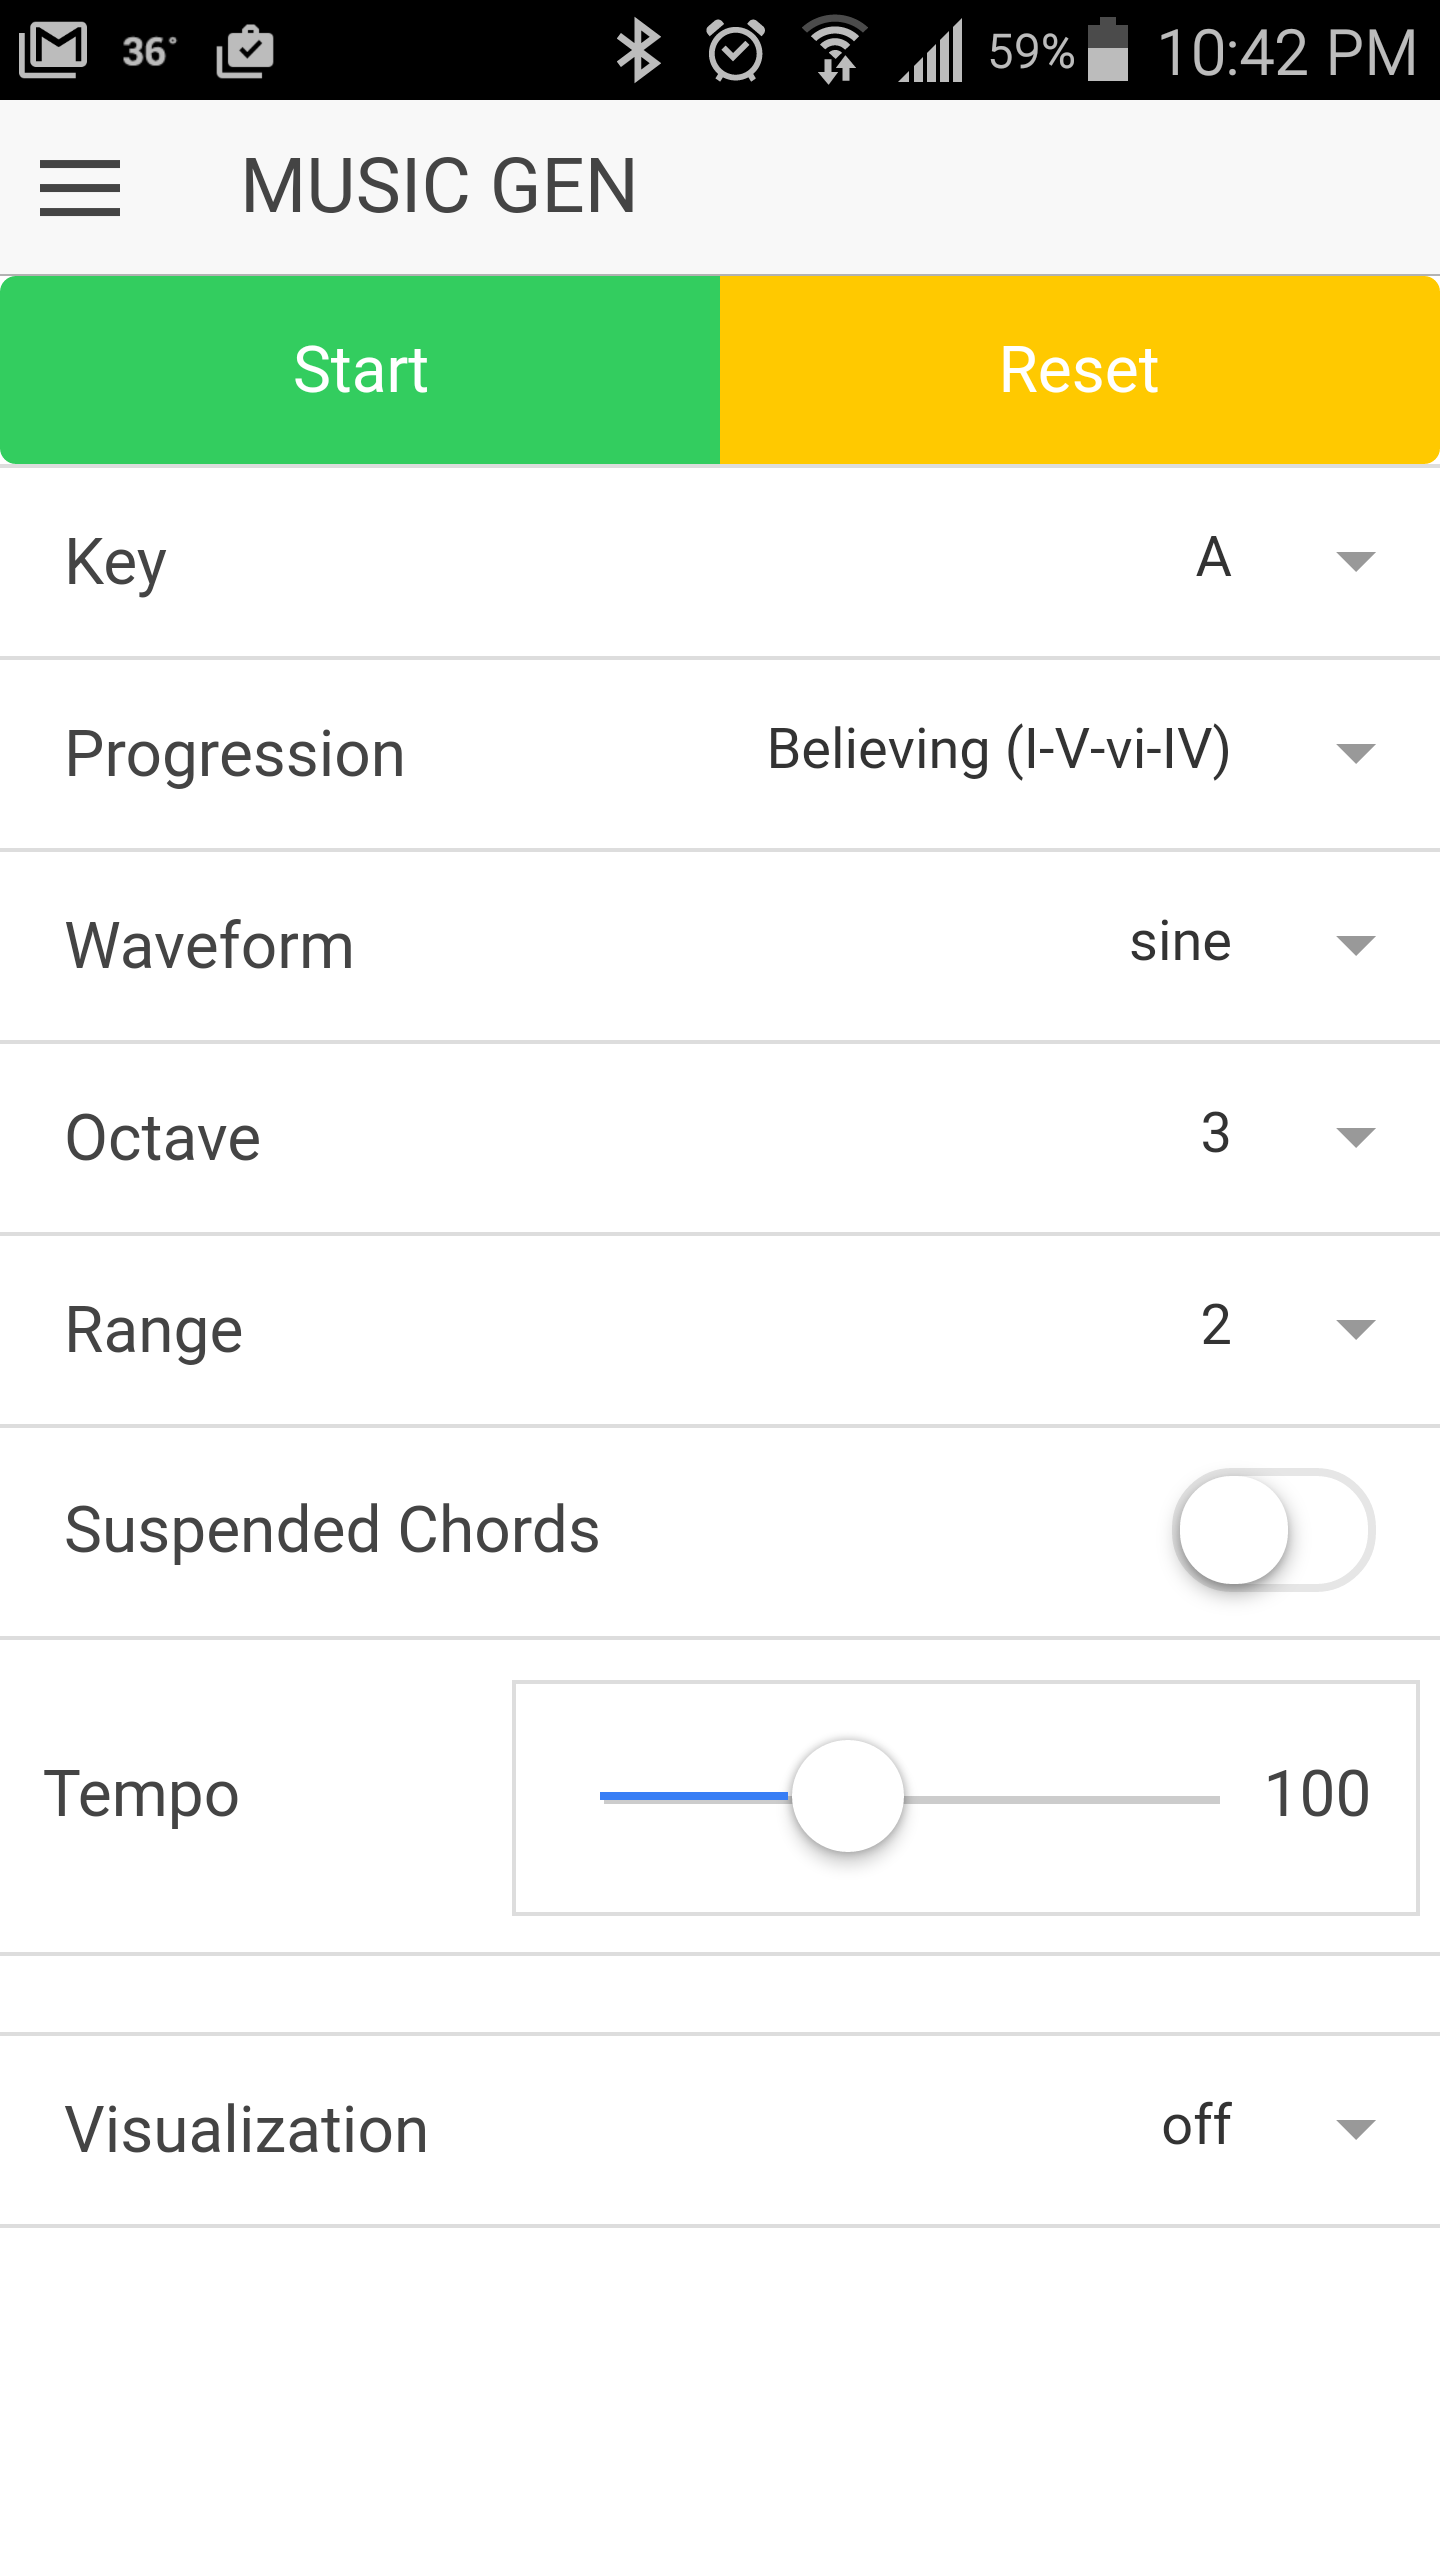 36° 59% 10:42 PM
MUSIC GEN
Start Reset
Key A
Progression Believing (I-V-vi-IV)
Waveform sine
Octave 3
Range 2
Suspended Chords
Tempo 100
Visualization off